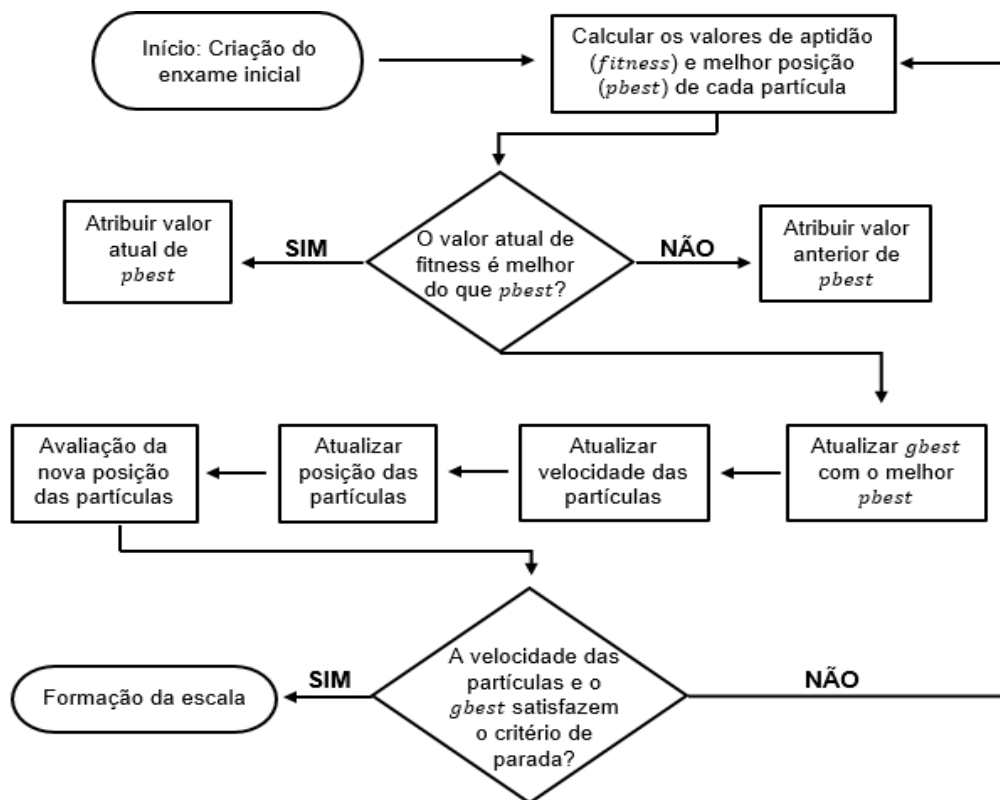 Início: Criação do
enxame inicial
Calcular os valores de aptidão
(fitness) e melhor posição
(pbest) de cada partícula
Atribuir valor
atual de
pbest
SIM
O valor atual de
fitness é melhor
do que pbest?
NÃO
Atribuir valor
anterior de
pbest
Avaliação da
nova posição
das partículas
Atualizar
posição das
partículas
Atualizar
velocidade das
partículas
Atualizar gbest
com o melhor
pbest
Formação da escala
SIM
A velocidade das
partículas e o
gbest satisfazem
o critério de
parada?
NÃO